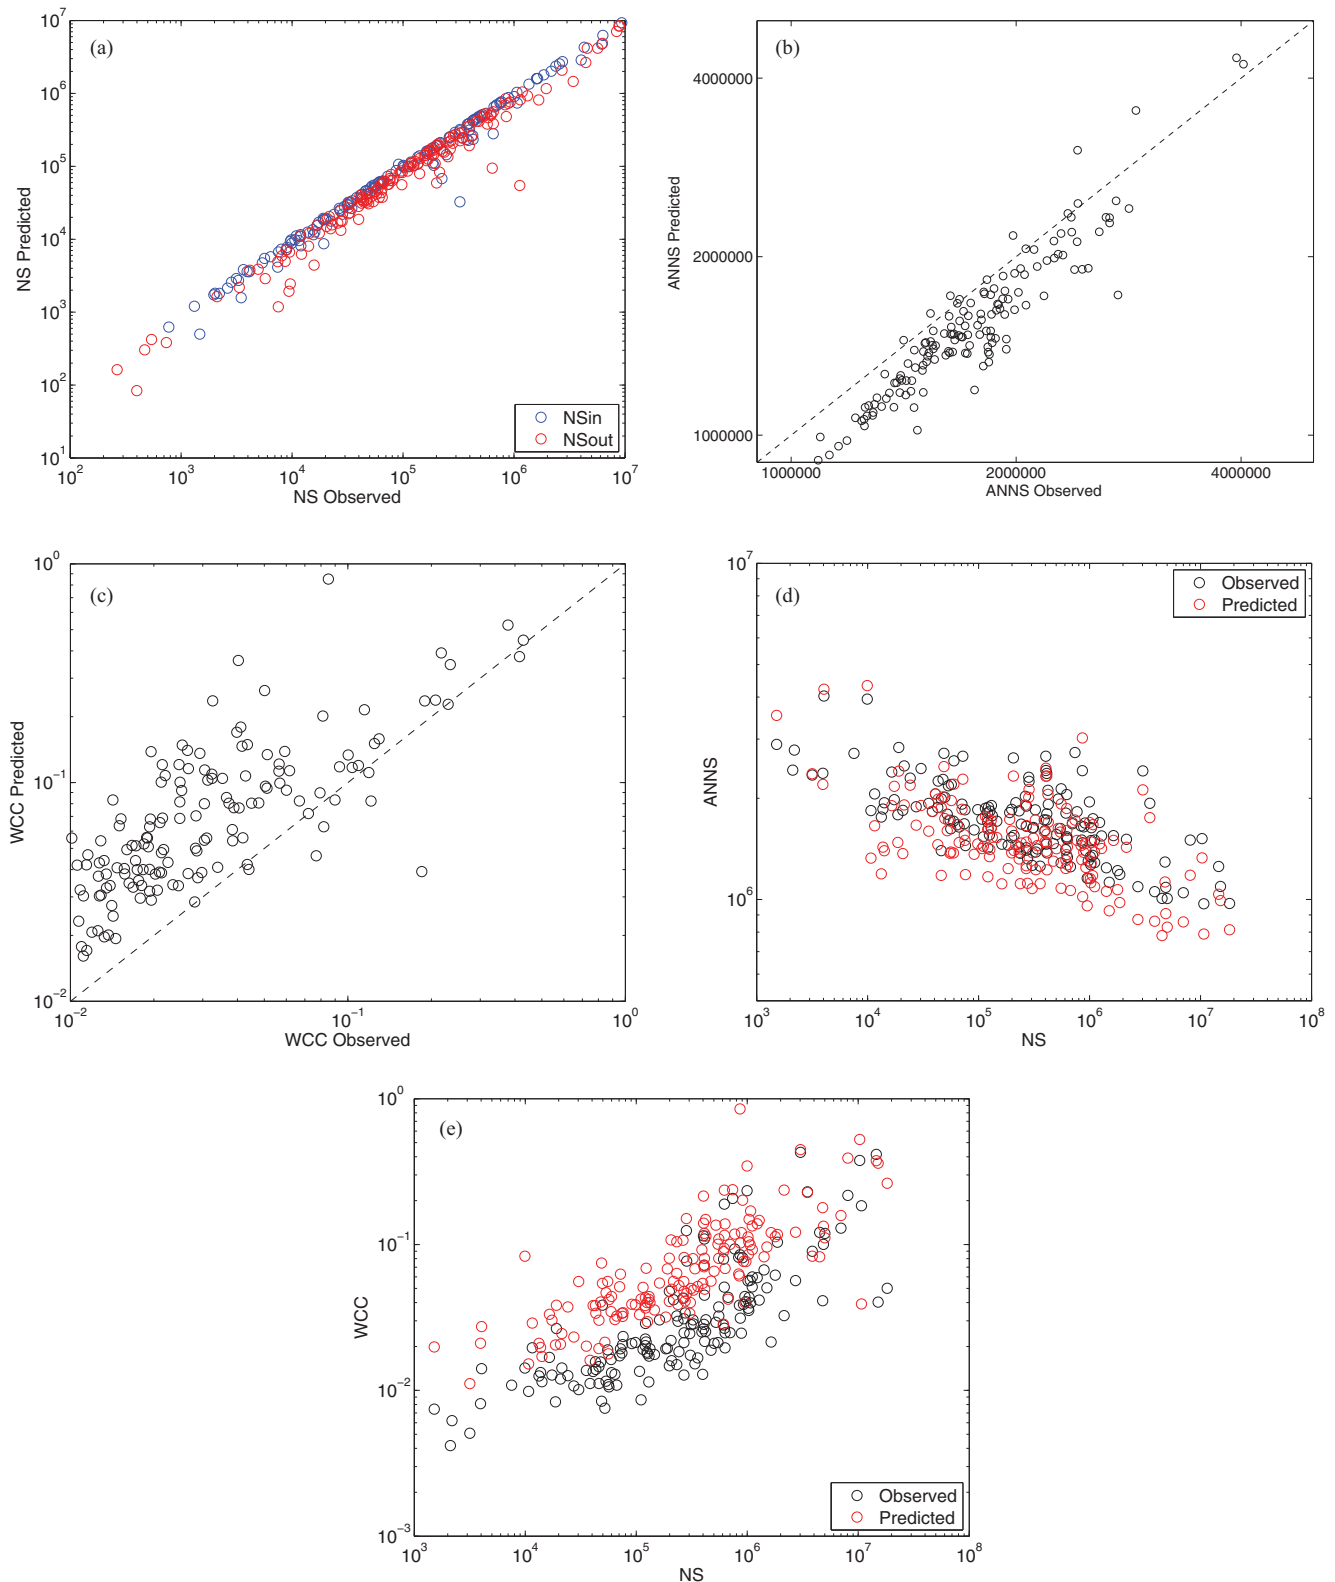 (a)
NS Predicted
10^7
10^6
10^5
10^4
10^3
10^2
10^1
NSin
NSout
10^2 10^3 10^4 10^5 10^6 10^7
NS Observed
(b)
ANNS Predicted
4000000
2000000
1000000
1000000 2000000 4000000
ANNS Observed
(c)
WCC Predicted
10^0
10^−1
10^−2
10^−2 10^−1 10^0
WCC Observed
(d)
ANNS
10^7
10^6
Observed
Predicted
10^3 10^4 10^5 10^6 10^7 10^8
NS
(e)
WCC
10^0
10^−1
10^−2
10^−3
Observed
Predicted
10^3 10^4 10^5 10^6 10^7 10^8
NS